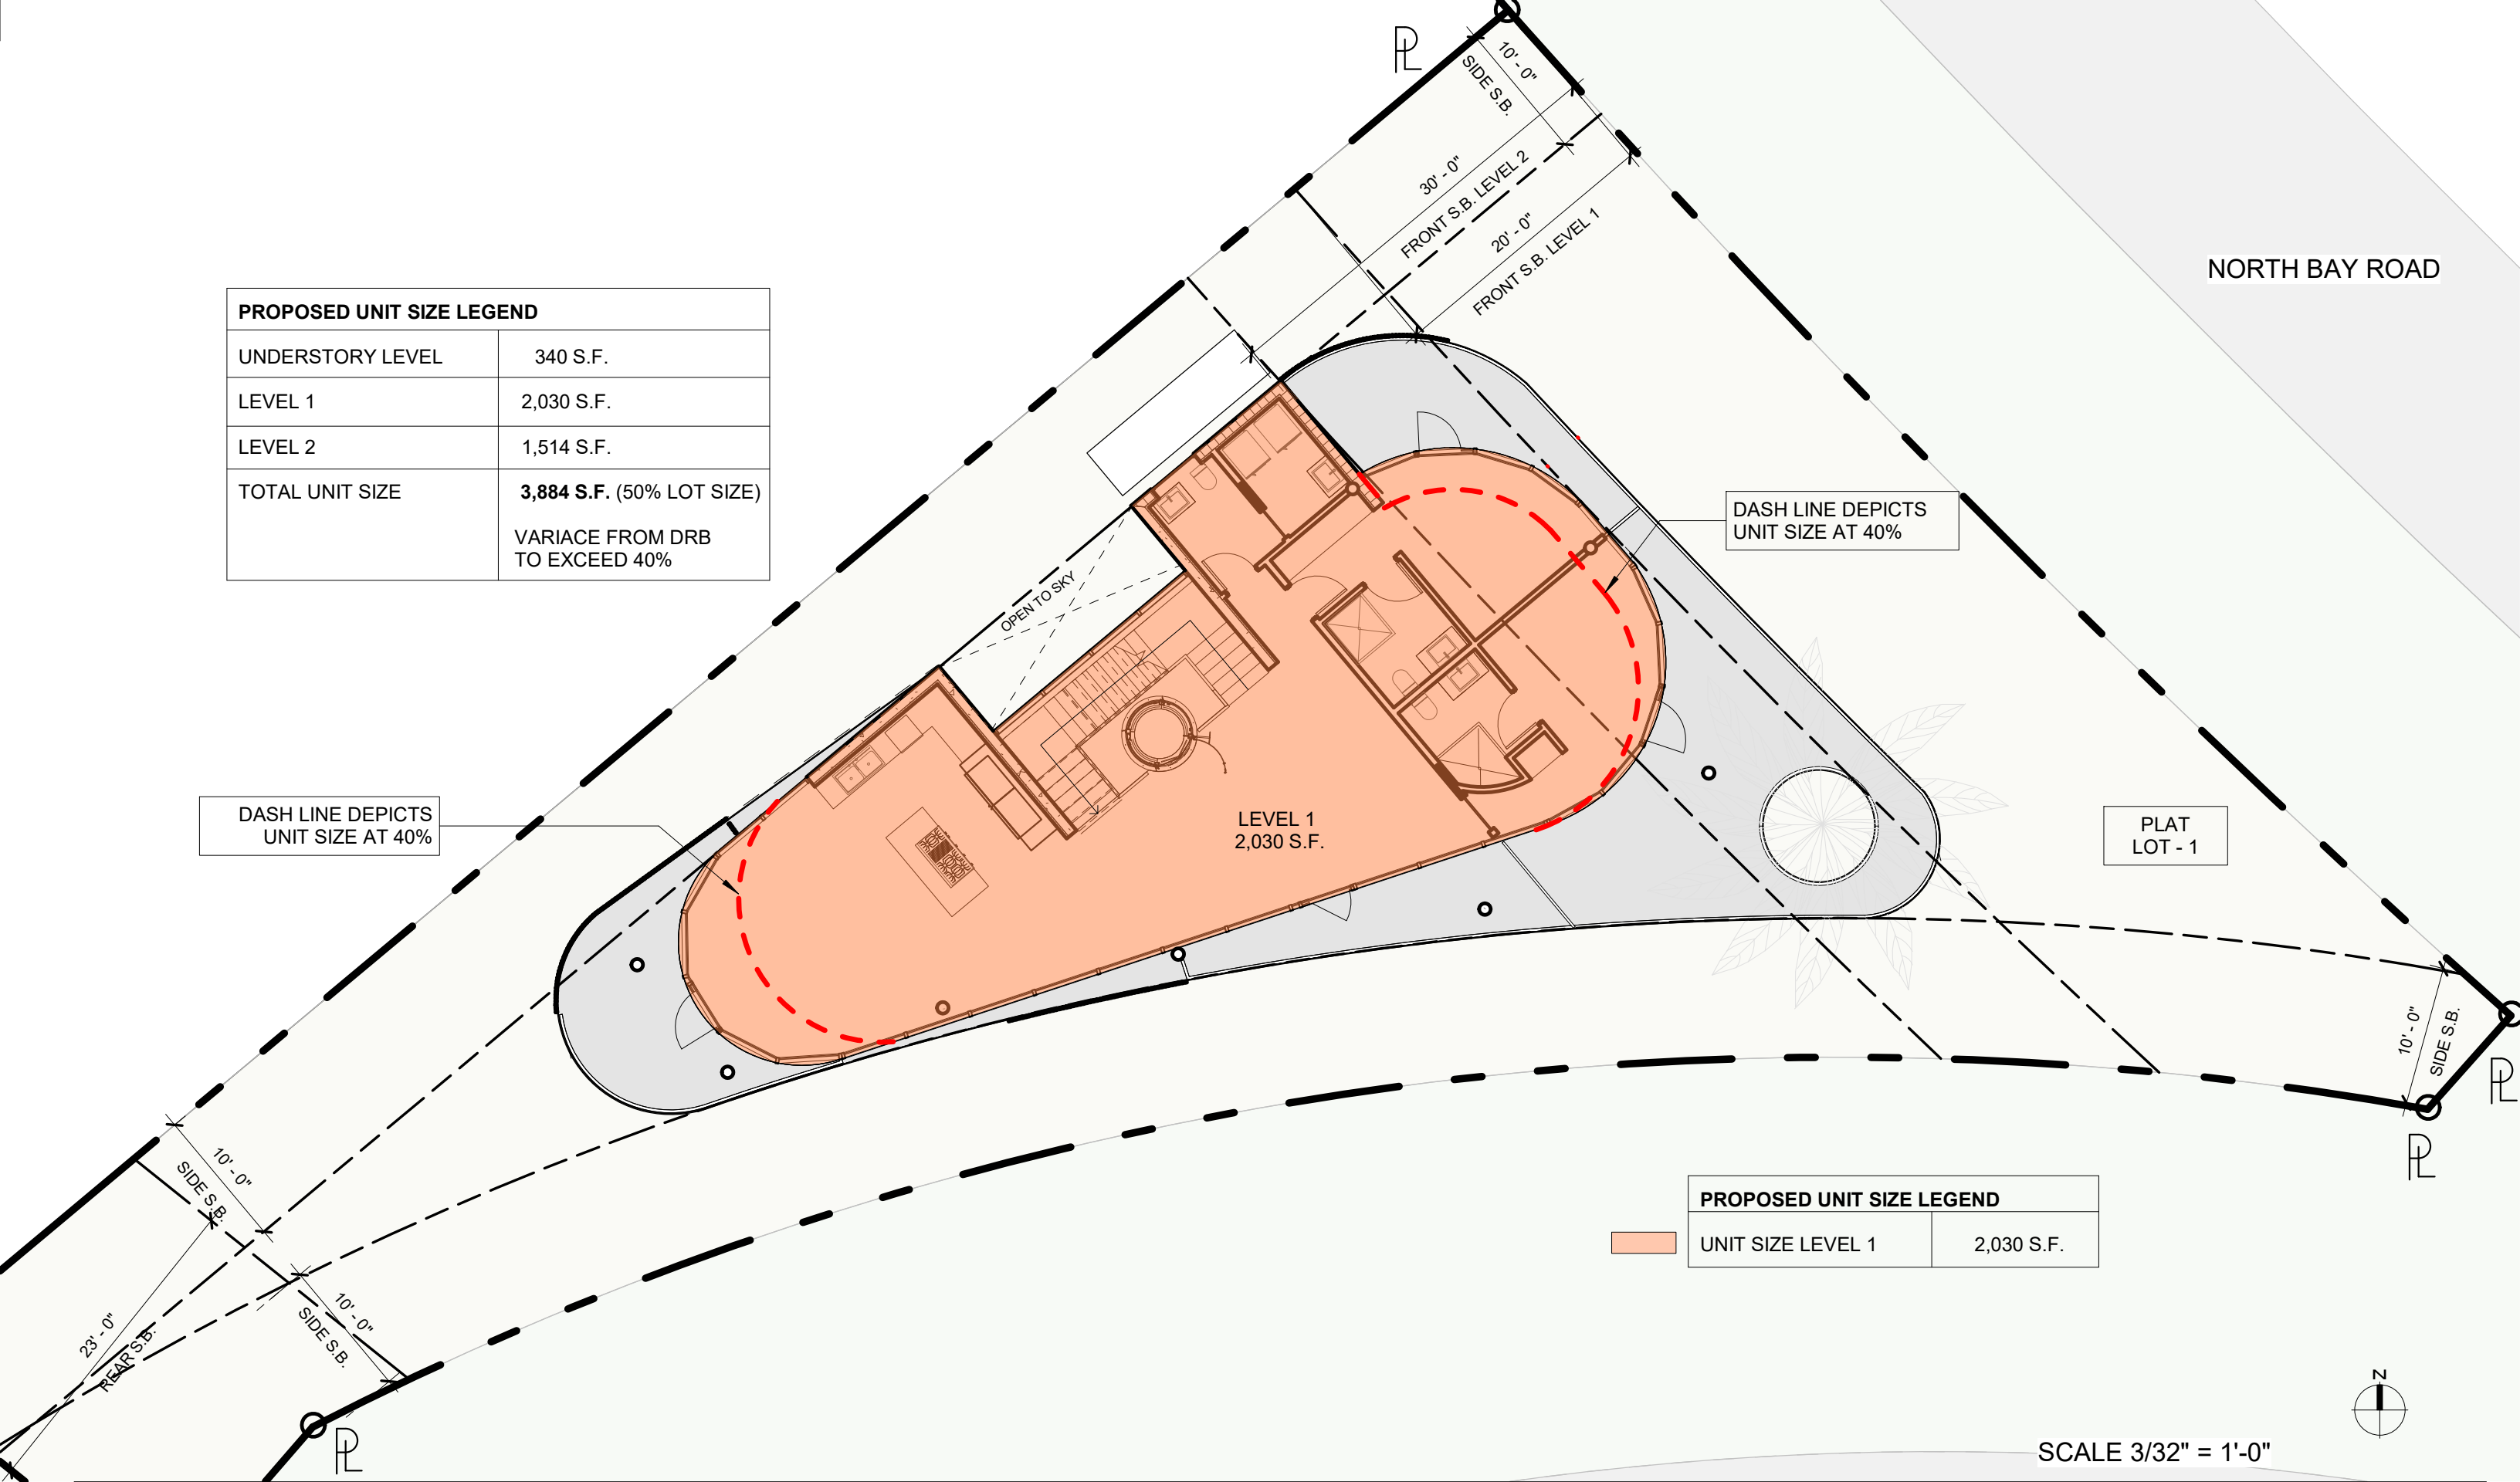 PL
10' - 0"
SIDE S.B.
30' - 0"
FRONT S.B. LEVEL 2
20' - 0"
FRONT S.B. LEVEL 1
NORTH BAY ROAD
PROPOSED UNIT SIZE LEGEND
UNDERSTORY LEVEL 340 S.F.
LEVEL 1 2,030 S.F.
LEVEL 2 1,514 S.F.
TOTAL UNIT SIZE 3,884 S.F. (50% LOT SIZE)
VARIACE FROM DRB
TO EXCEED 40%
DASH LINE DEPICTS
UNIT SIZE AT 40%
OPEN TO SKY
DASH LINE DEPICTS
UNIT SIZE AT 40%
LEVEL 1
2,030 S.F.
PLAT
LOT - 1
10' - 0"
SIDE S.B.
PL
PL
10' - 0"
SIDE S.B.
10' - 0"
SIDE S.B.
23' - 0"
REAR S.B.
PL
PROPOSED UNIT SIZE LEGEND
UNIT SIZE LEVEL 1 2,030 S.F.
N
SCALE 3/32" = 1'-0"